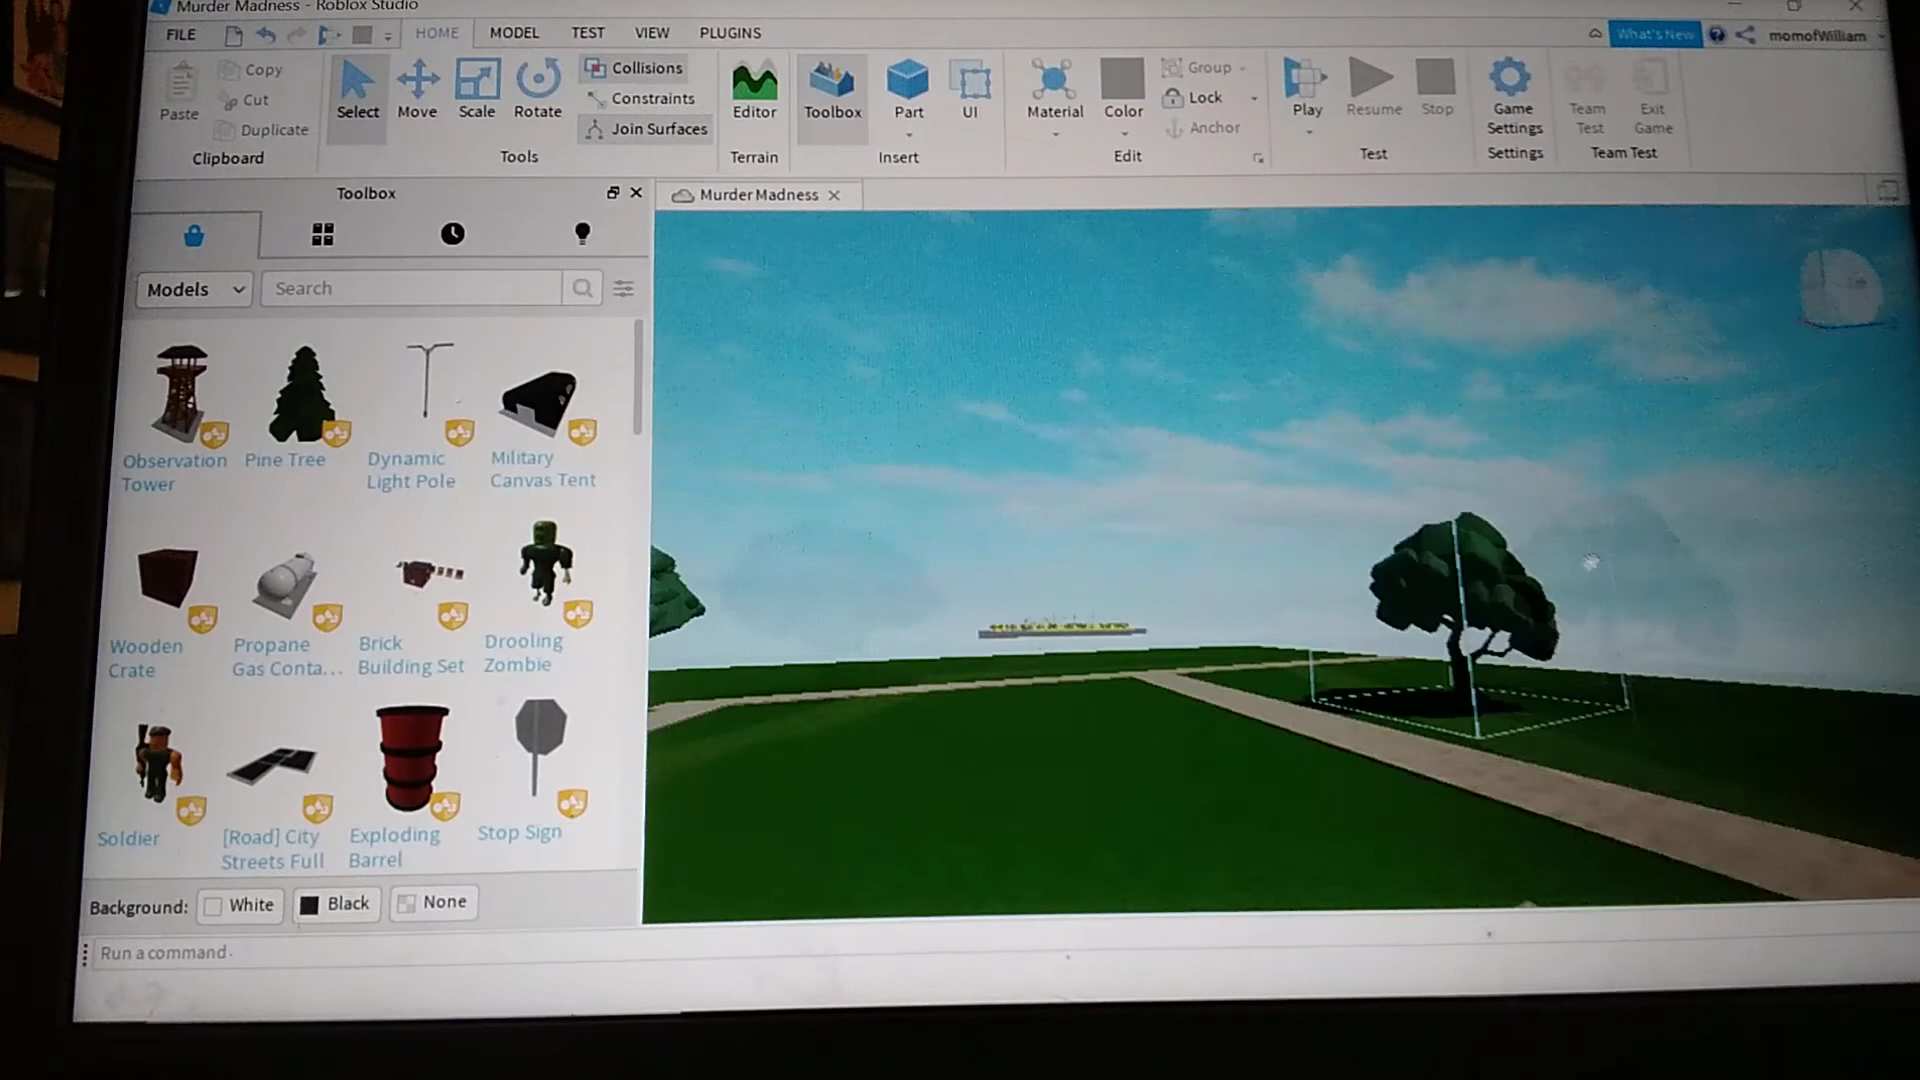 Murder Madness - Roblox Studio
FILE
HOME
MODEL
TEST
VIEW
PLUGINS
What's New
momofWilliam
Paste
Copy
Cut
Duplicate
Clipboard
Select
Move
Scale
Rotate
Collisions
Constraints
Join Surfaces
Tools
Editor
Terrain
Toolbox
Part
UI
Insert
Material
Color
Group
Lock
Anchor
Edit
Play
Resume
Stop
Test
Game
Settings
Settings
Team
Test
Exit
Game
Team Test
Toolbox
Murder Madness
Models
Search
Observation
Tower
Pine Tree
Dynamic
Light Pole
Military
Canvas Tent
Wooden
Crate
Propane
Gas Conta...
Brick
Building Set
Drooling
Zombie
Soldier
[Road] City
Streets Full
Exploding
Barrel
Stop Sign
Background:
White
Black
None
Run a command